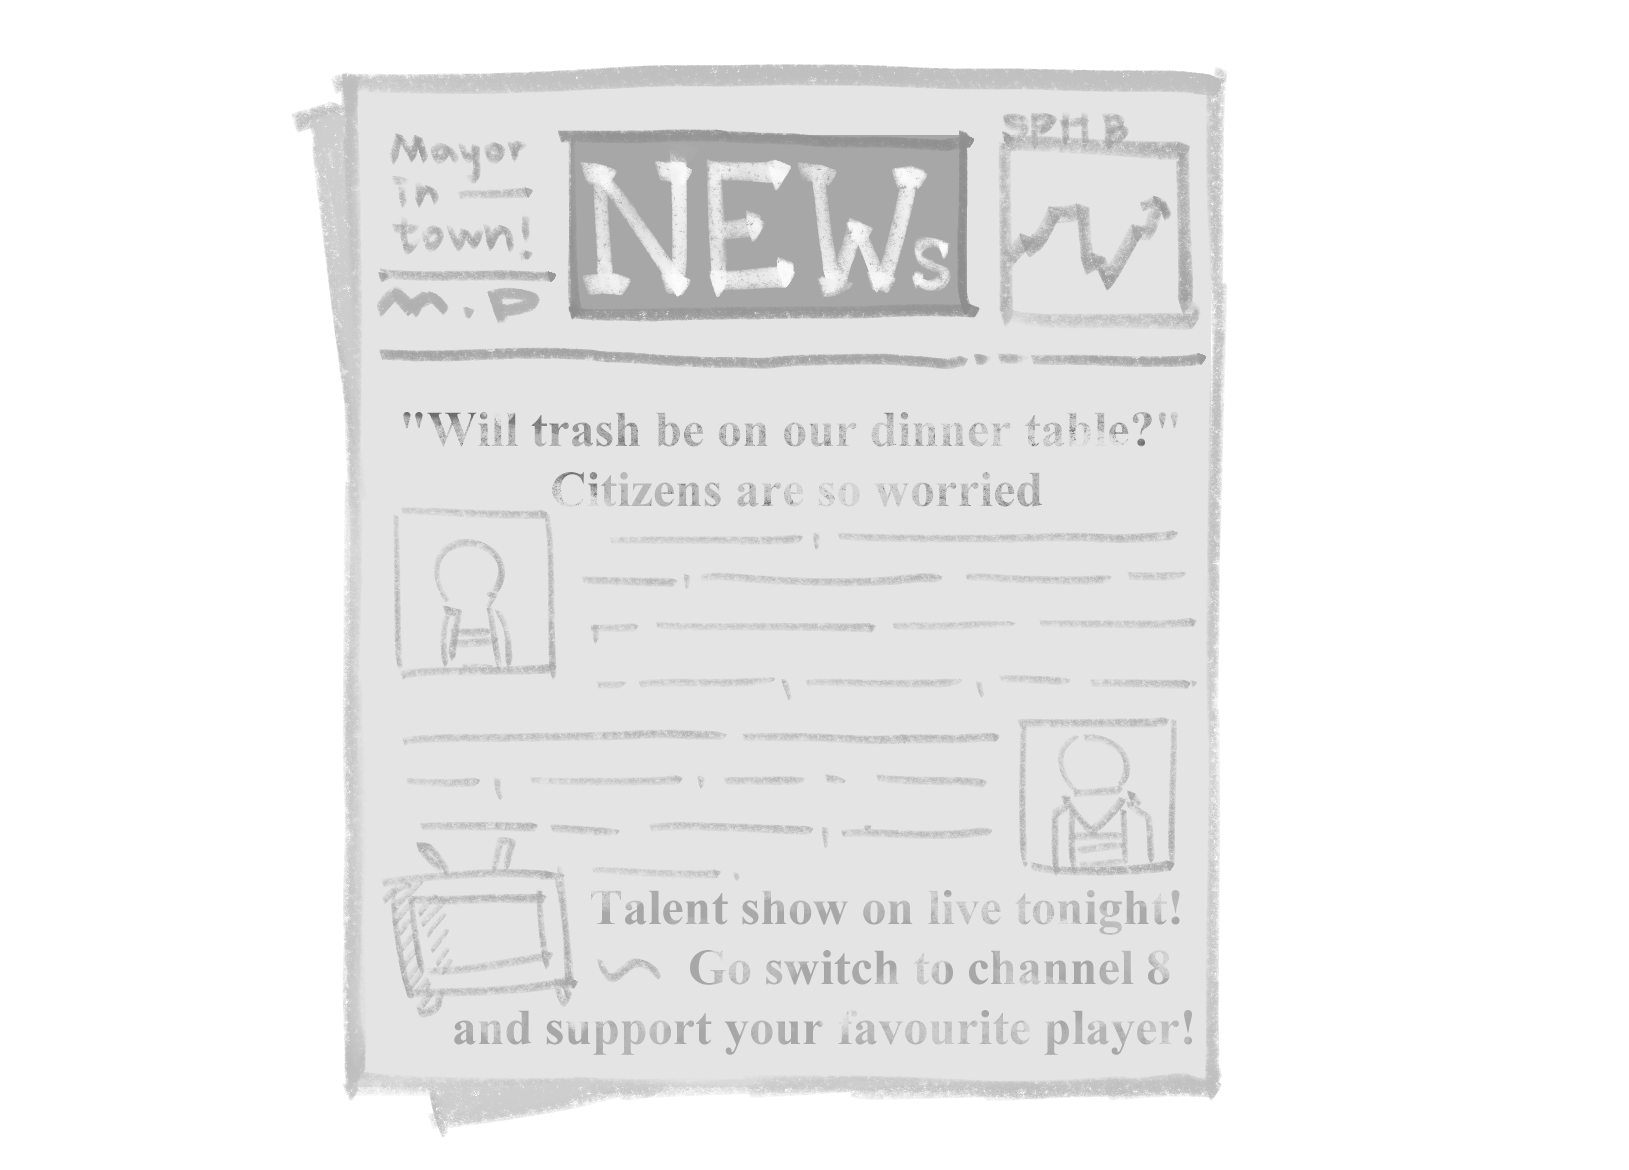 Mayor
in
town!
M.P
NEWs
SPH.B
"Will trash be on our dinner table?"
Citizens are so worried
Talent show on live tonight!
Go switch to channel 8
and support your favourite player!